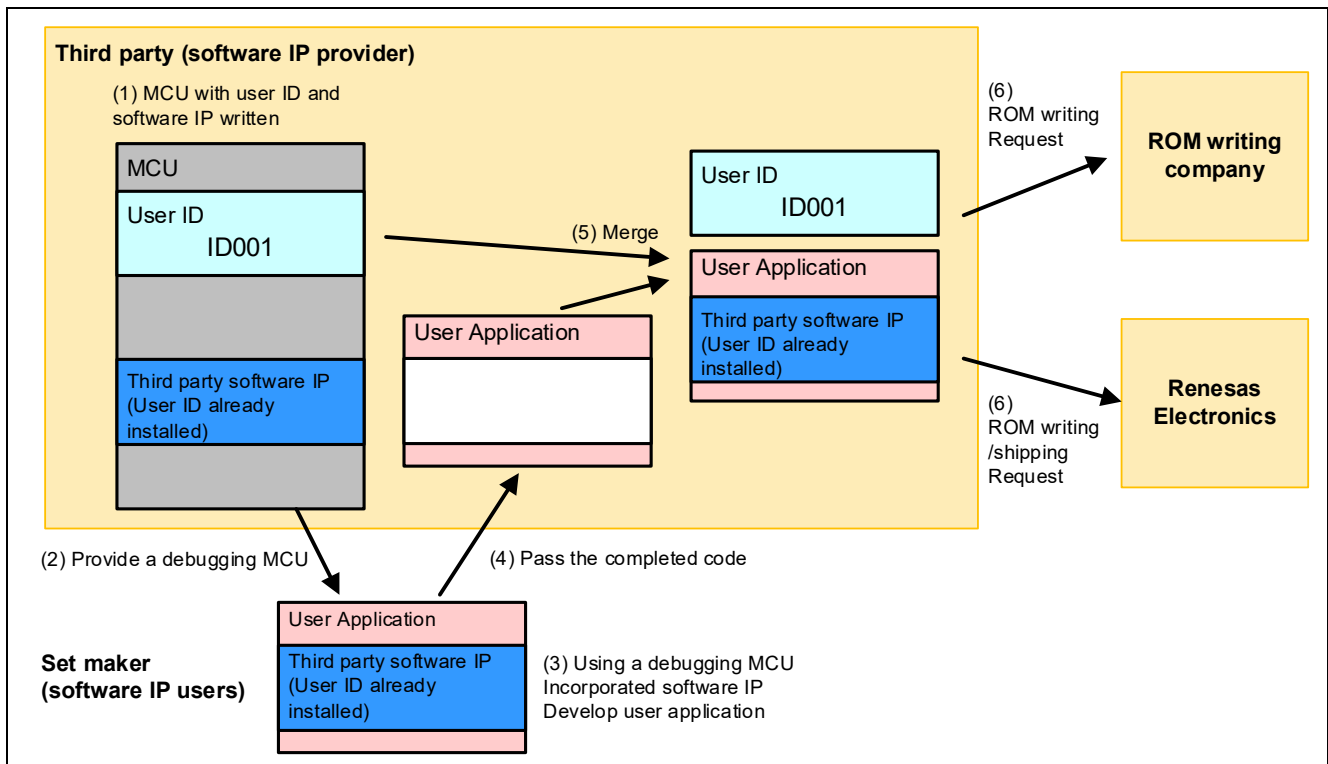 Third party (software IP provider)
(1) MCU with user ID and
software IP written
MCU
User ID
ID001
Third party software IP
(User ID already
installed)
(5) Merge
User Application
User ID
ID001
User Application
Third party software IP
(User ID already
installed)
(6)
ROM writing
Request
ROM writing
company
(6)
ROM writing
/shipping
Request
Renesas
Electronics
(2) Provide a debugging MCU
(4) Pass the completed code
Set maker
(software IP users)
User Application
Third party software IP
(User ID already
installed)
(3) Using a debugging MCU
Incorporated software IP
Develop user application